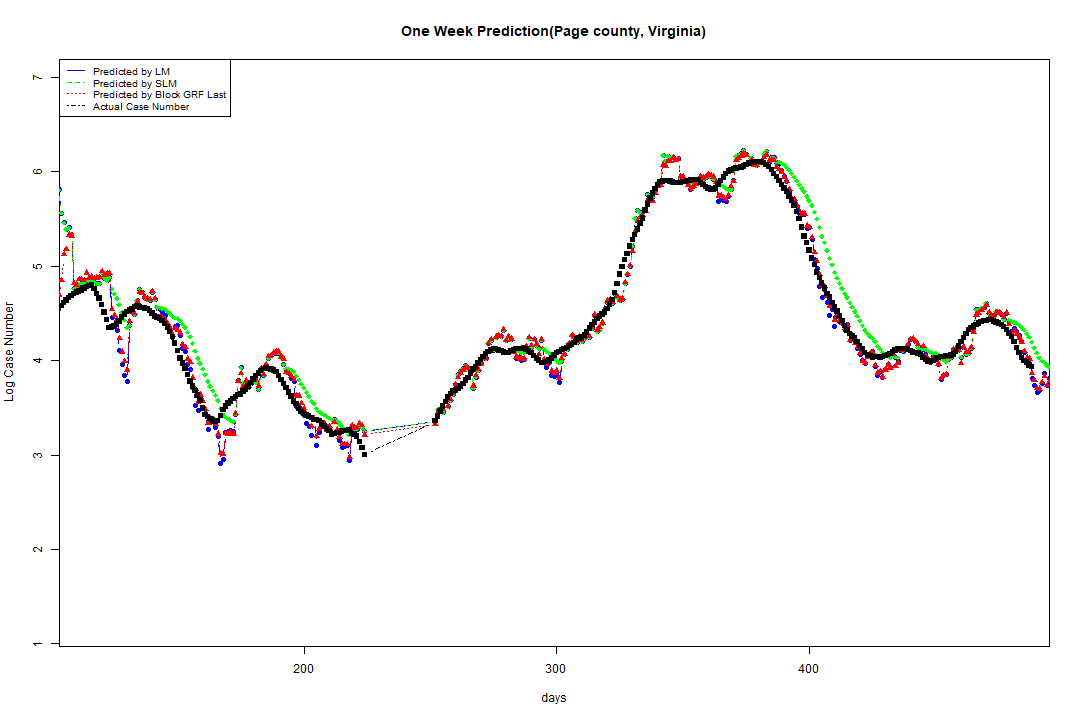 One Week Prediction(Page county, Virginia)
Predicted by LM
Predicted by SLM
Predicted by Block GRF Last
Actual Case Number
7
6
5
4
3
2
1
Log Case Number
200 300 400
days